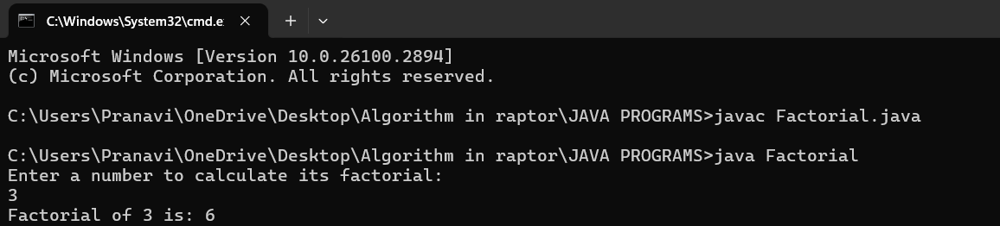 C:\Windows\System32\cmd.e
Microsoft Windows [Version 10.0.26100.2894]
(c) Microsoft Corporation. All rights reserved.
C:\Users\Pranavi\OneDrive\Desktop\Algorithm in raptor\JAVA PROGRAMS>javac Factorial.java
C:\Users\Pranavi\OneDrive\Desktop\Algorithm in raptor\JAVA PROGRAMS>java Factorial
Enter a number to calculate its factorial:
3
Factorial of 3 is: 6